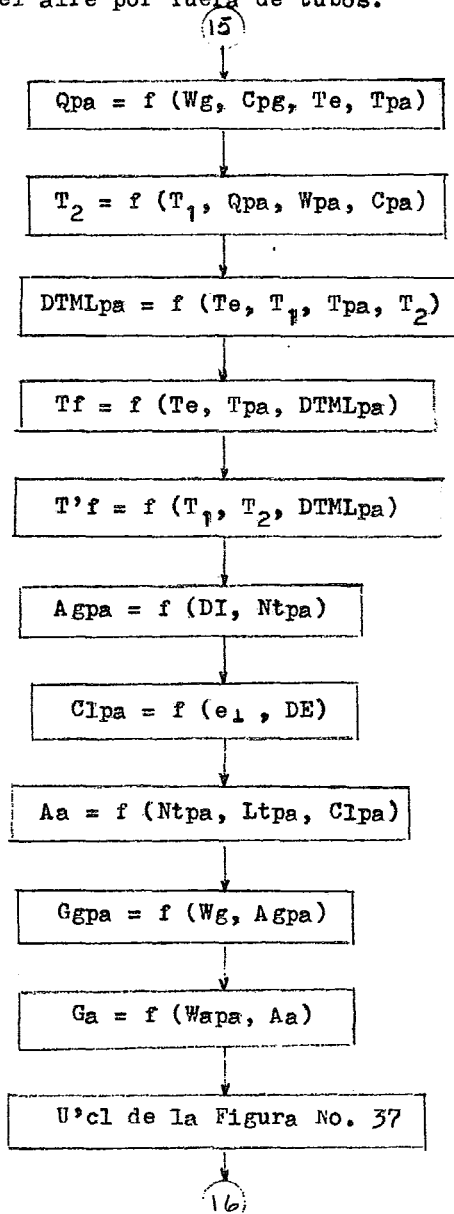 el aire por fuera de tubos.
15
Qpa = f (Wg, Cpg, Te, Tpa)
T₂ = f (T₁, Qpa, Wpa, Cpa)
DTMLpa = f (Te, T₁, Tpa, T₂)
Tf = f (Te, Tpa, DTMLpa)
T'f = f (T₁, T₂, DTMLpa)
Agpa = f (DI, Ntpa)
Clpa = f (e⊥ , DE)
Aa = f (Ntpa, Ltpa, Clpa)
Ggpa = f (Wg, Agpa)
Ga = f (Wapa, Aa)
U'cl de la Figura No. 37
16